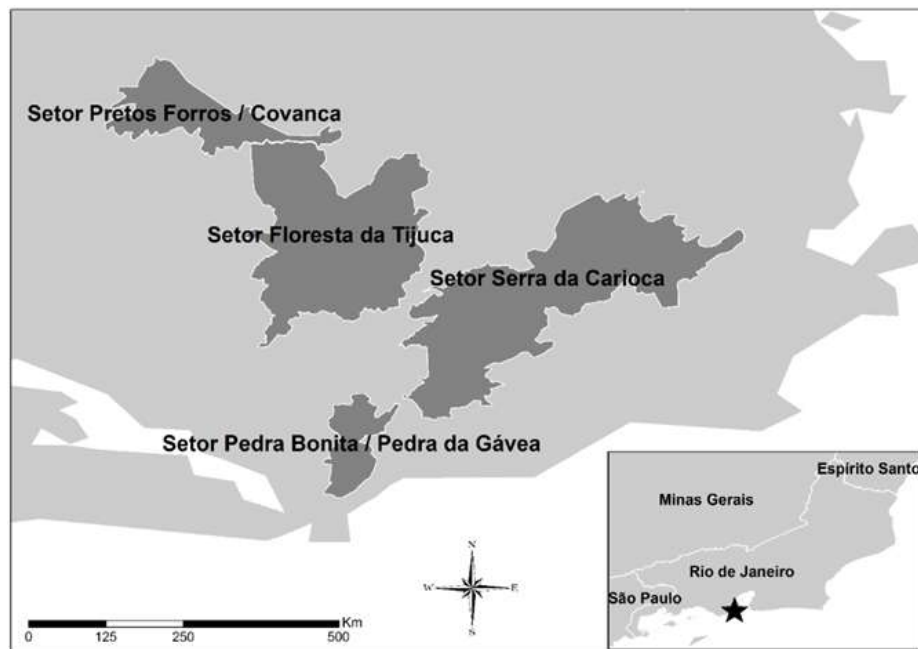 Setor Pretos Forros / Covanca
Setor Floresta da Tijuca
Setor Serra da Carioca
Setor Pedra Bonita / Pedra da Gávea
N
W E
S
Km
0 125 250 500
Espírito Santo
Minas Gerais
Rio de Janeiro
São Paulo